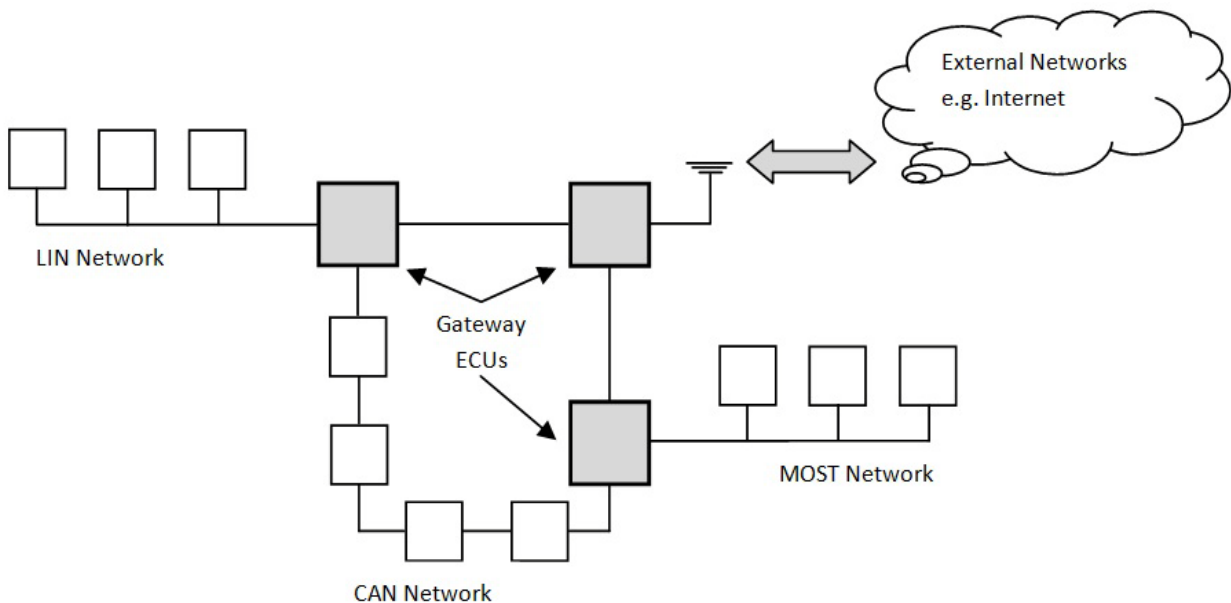 External Networks
e.g. Internet
LIN Network
Gateway
ECUs
MOST Network
CAN Network